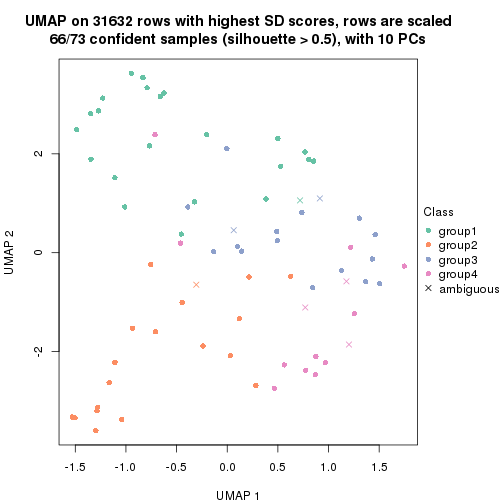 UMAP on 31632 rows with highest SD scores, rows are scaled
66/73 confident samples (silhouette > 0.5), with 10 PCs
2
0
-2
UMAP 2
-1.5 -1.0 -0.5 0.0 0.5 1.0 1.5
UMAP 1
Class
group1
group2
group3
group4
ambiguous